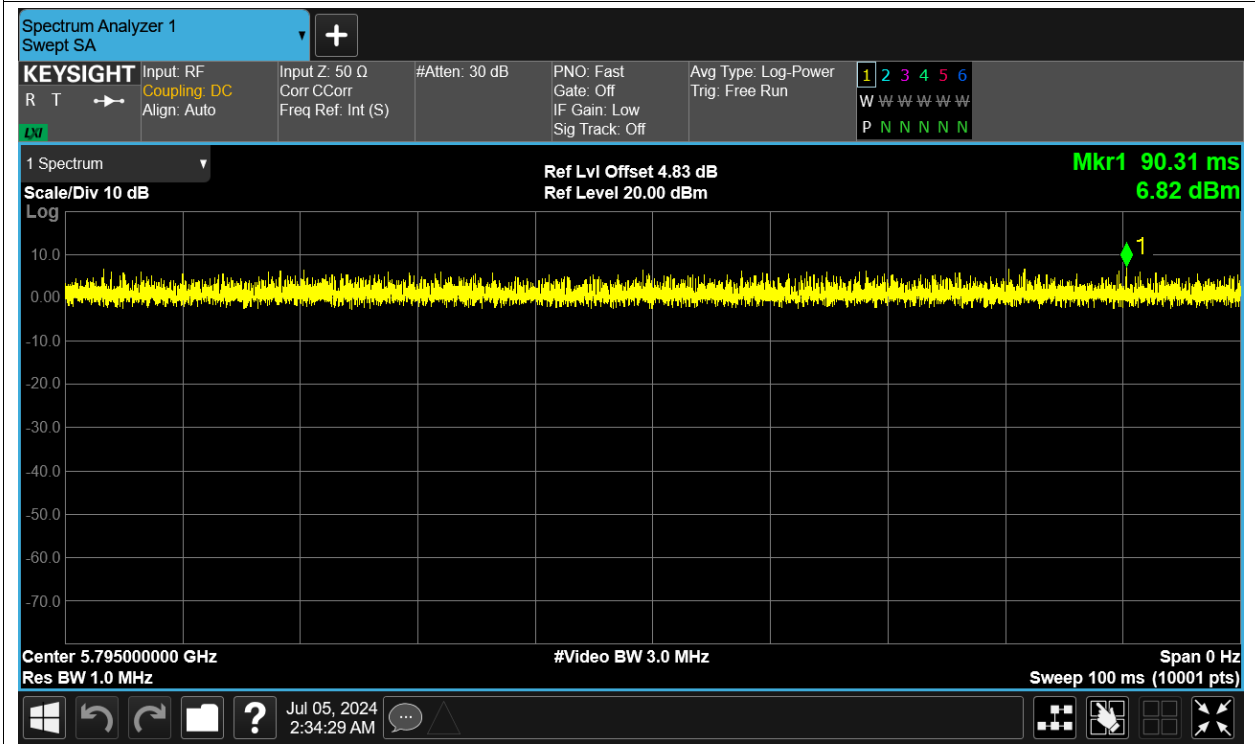 Spectrum Analyzer 1
Swept SA
KEYSIGHT
R T
LXI
Input: RF
Coupling: DC
Align: Auto
Input Z: 50 Ω
Corr CCorr
Freq Ref: Int (S)
#Atten: 30 dB
PNO: Fast
Gate: Off
IF Gain: Low
Sig Track: Off
Avg Type: Log-Power
Trig: Free Run
1 2 3 4 5 6
W W W W W W
P N N N N N
1 Spectrum
Scale/Div 10 dB
Log
Ref Lvl Offset 4.83 dB
Ref Level 20.00 dBm
Mkr1 90.31 ms
6.82 dBm
1
10.0
0.00
-10.0
-20.0
-30.0
-40.0
-50.0
-60.0
-70.0
Center 5.795000000 GHz
Res BW 1.0 MHz
#Video BW 3.0 MHz
Span 0 Hz
Sweep 100 ms (10001 pts)
?
Jul 05, 2024
2:34:29 AM